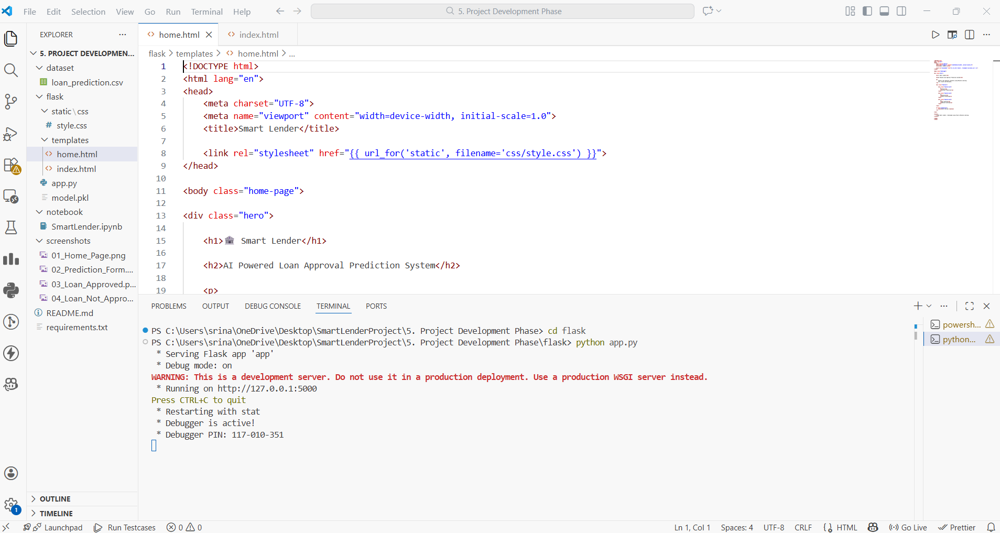 File Edit Selection View Go Run Terminal Help
5. Project Development Phase
EXPLORER
5. PROJECT DEVELOPMEN...
dataset
loan_prediction.csv
flask
static\css
style.css
templates
home.html
index.html
app.py
model.pkl
notebook
SmartLender.ipynb
screenshots
01_Home_Page.png
02_Prediction_Form....
03_Loan_Approved.p...
04_Loan_Not_Appro...
README.md
requirements.txt
OUTLINE
TIMELINE
home.html
index.html
flask > templates > home.html > ...
1 <!DOCTYPE html>
2 <html lang="en">
3 <head>
4 <meta charset="UTF-8">
5 <meta name="viewport" content="width=device-width, initial-scale=1.0">
6 <title>Smart Lender</title>
7
8 <link rel="stylesheet" href="{{ url_for('static', filename='css/style.css') }}">
9 </head>
10
11 <body class="home-page">
12
13 <div class="hero">
14
15 <h1>🏦 Smart Lender</h1>
16
17 <h2>AI Powered Loan Approval Prediction System</h2>
18
19 <p>
PROBLEMS OUTPUT DEBUG CONSOLE TERMINAL PORTS
PS C:\Users\srina\OneDrive\Desktop\SmartLenderProject\5. Project Development Phase> cd flask
PS C:\Users\srina\OneDrive\Desktop\SmartLenderProject\5. Project Development Phase\flask> python app.py
* Serving Flask app 'app'
* Debug mode: on
WARNING: This is a development server. Do not use it in a production deployment. Use a production WSGI server instead.
* Running on http://127.0.0.1:5000
Press CTRL+C to quit
* Restarting with stat
* Debugger is active!
* Debugger PIN: 117-010-351
powersh...
python...
1
Launchpad Run Testcases 0 0
Ln 1, Col 1 Spaces: 4 UTF-8 CRLF HTML Go Live Prettier